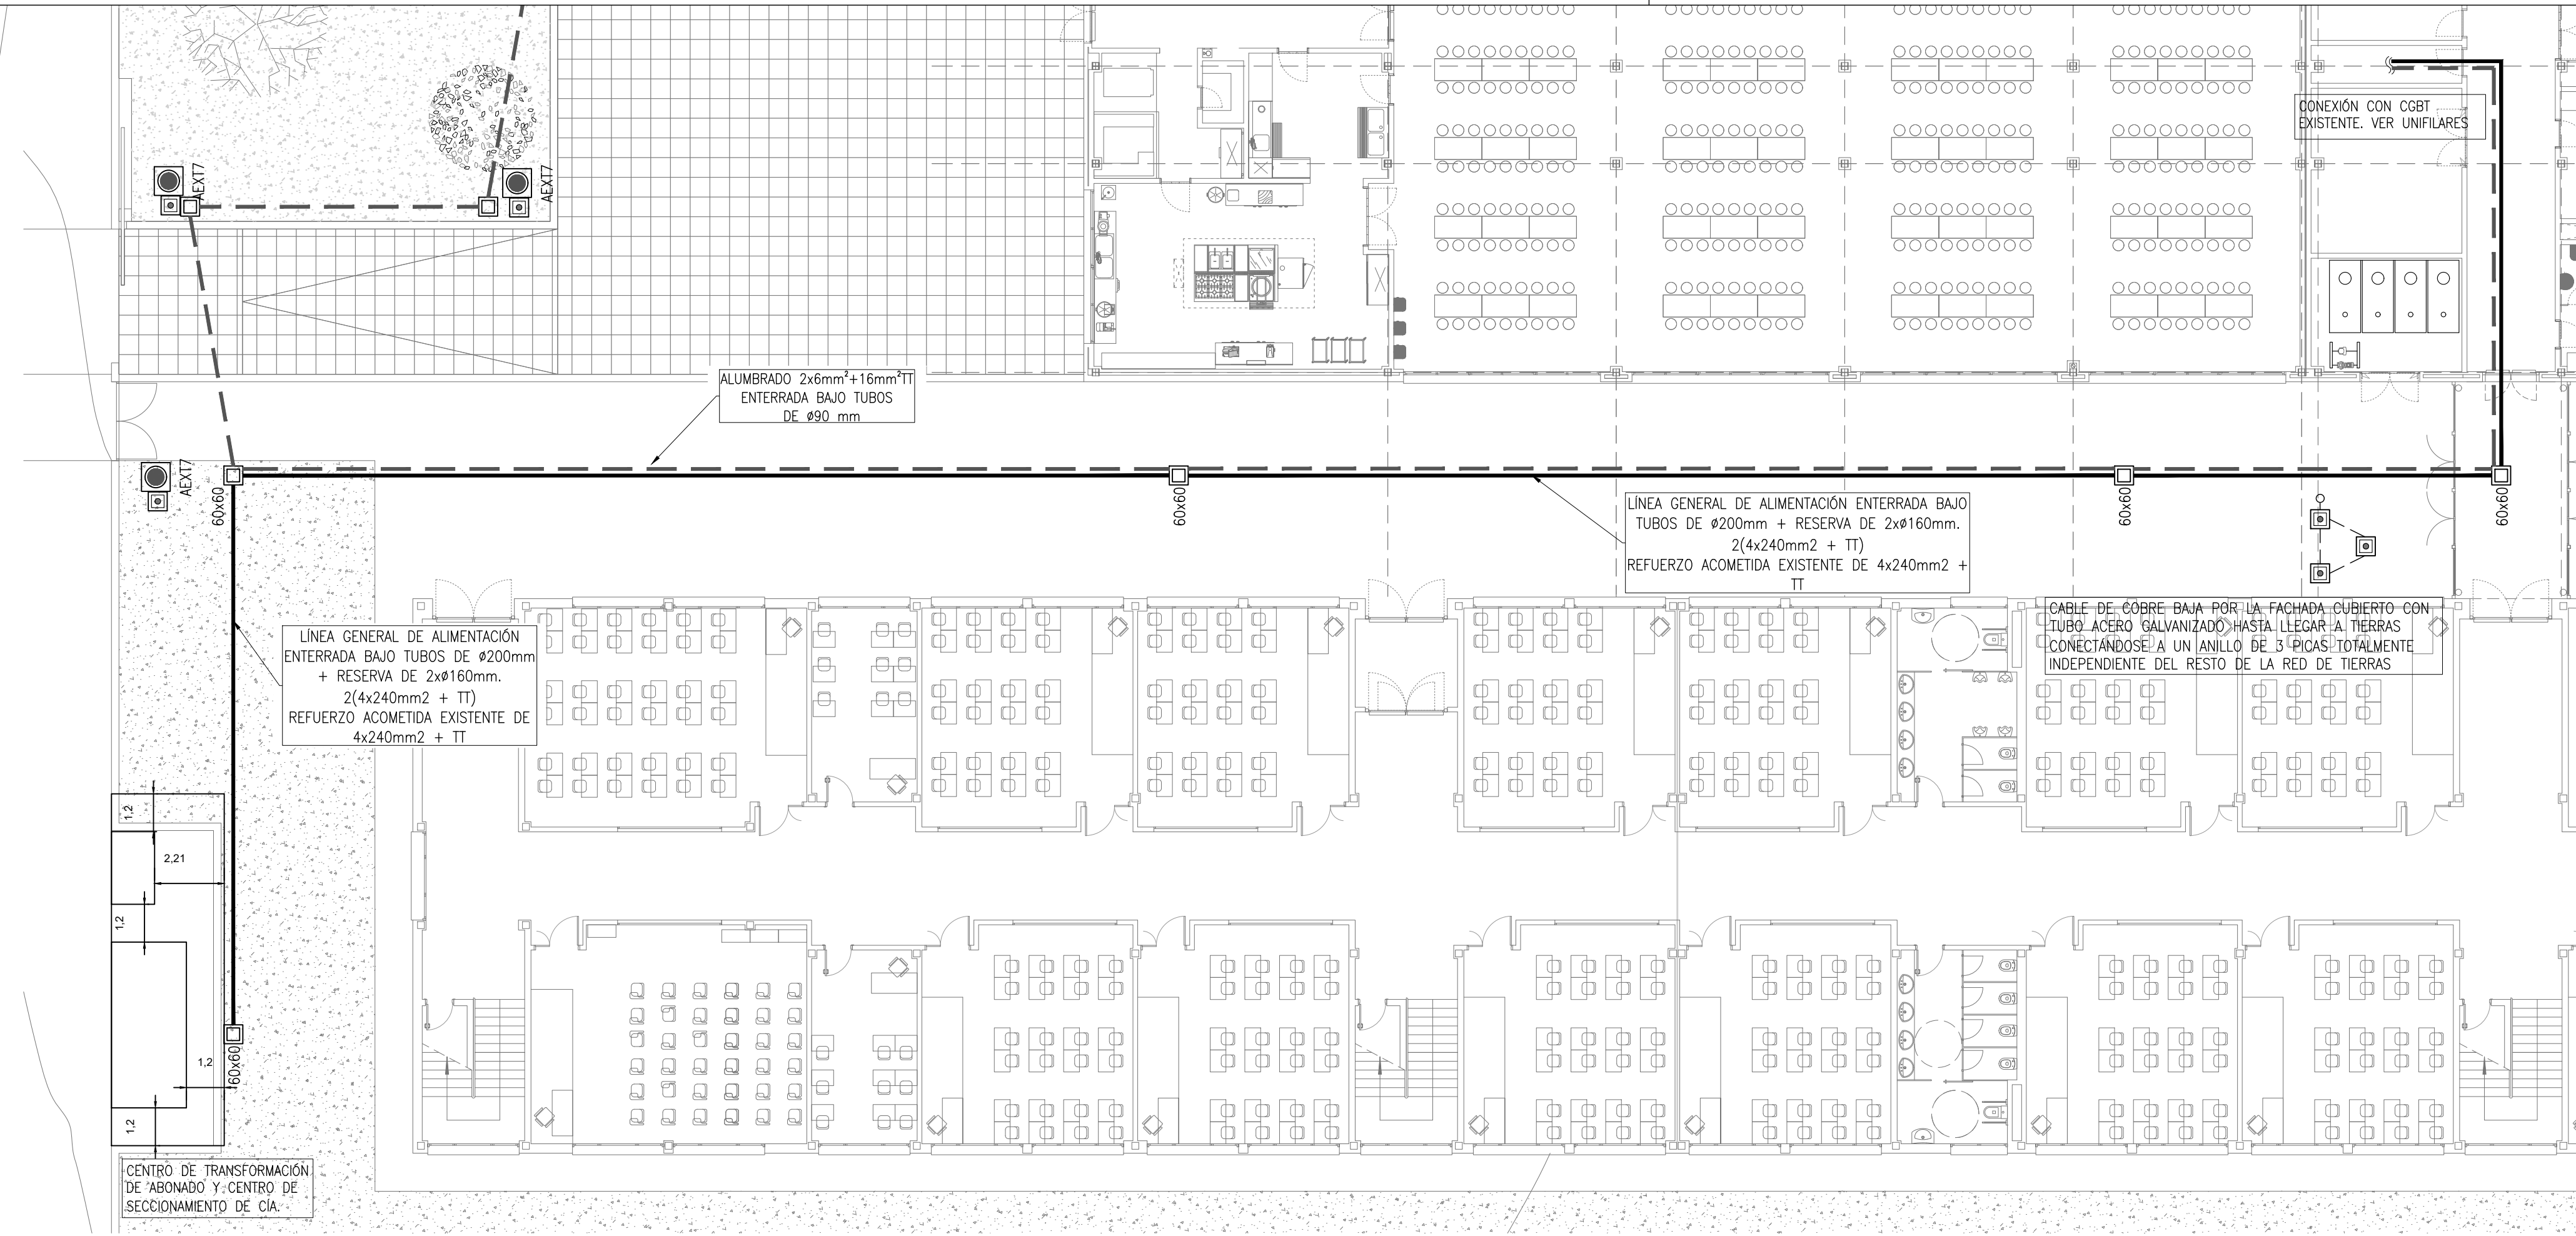 CONEXIÓN CON CGBT
EXISTENTE. VER UNIFILARES
AEXT7
AEXT7
ALUMBRADO 2x6mm²+16mm²TT
ENTERRADA BAJO TUBOS
DE ø90 mm
AEXT7
60x60
60x60
60x60
60x60
LÍNEA GENERAL DE ALIMENTACIÓN ENTERRADA BAJO
TUBOS DE ø200mm + RESERVA DE 2xø160mm.
2(4x240mm2 + TT)
REFUERZO ACOMETIDA EXISTENTE DE 4x240mm2 +
TT
CABLE DE COBRE BAJA POR LA FACHADA CUBIERTO CON
TUBO ACERO GALVANIZADO HASTA LLEGAR A TIERRAS
CONECTÁNDOSE A UN ANILLO DE 3 PICAS TOTALMENTE
INDEPENDIENTE DEL RESTO DE LA RED DE TIERRAS
LÍNEA GENERAL DE ALIMENTACIÓN
ENTERRADA BAJO TUBOS DE ø200mm
+ RESERVA DE 2xø160mm.
2(4x240mm2 + TT)
REFUERZO ACOMETIDA EXISTENTE DE
4x240mm2 + TT
1,2
2,21
1,2
1,2
60x60
1,2
CENTRO DE TRANSFORMACIÓN
DE ABONADO Y CENTRO DE
SECCIONAMIENTO DE CÍA.